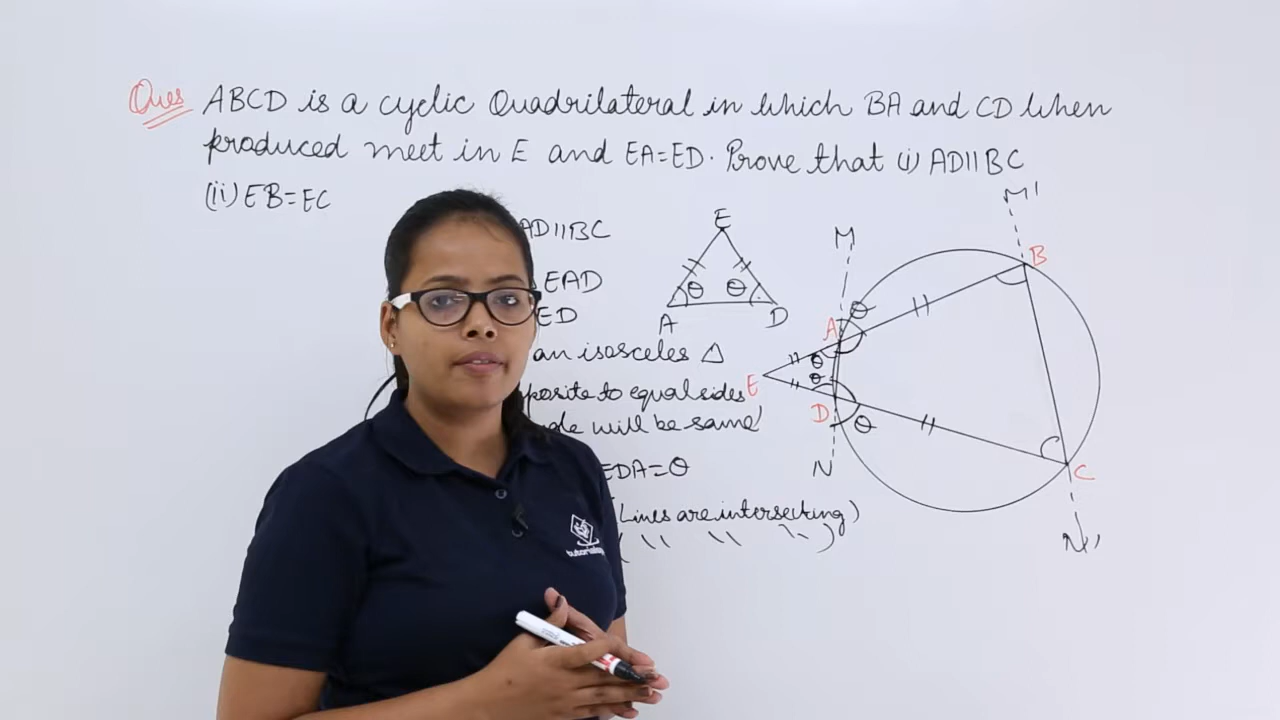 Ques ABCD is a cyclic Quadrilateral in which BA and CD when
produced meet in E and EA=ED. Prove that (i) AD||BC
(ii) EB=EC
AD||BC
EAD
ED
an isosceles △
opposite to equal sides
will be same'
EDA=θ
(Lines are intersecting)
( \\ \\ \\ )
E
θ θ
A D
M
M'
B
A
θ
θ
E
θ
D
θ
N
C
N'